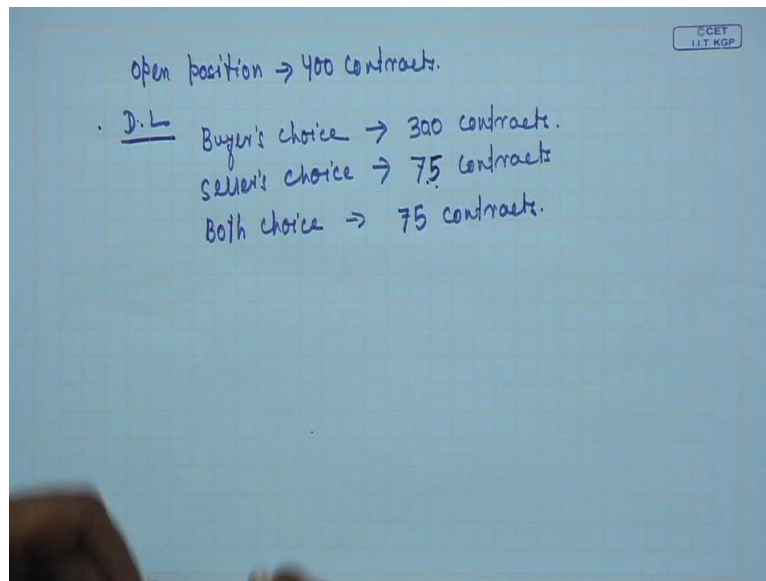 ©CET
I.I.T. KGP
Open position → 400 contracts.
D.L
Buyer's choice → 300 contracts.
Seller's choice → 75 contracts
Both choice → 75 contracts.